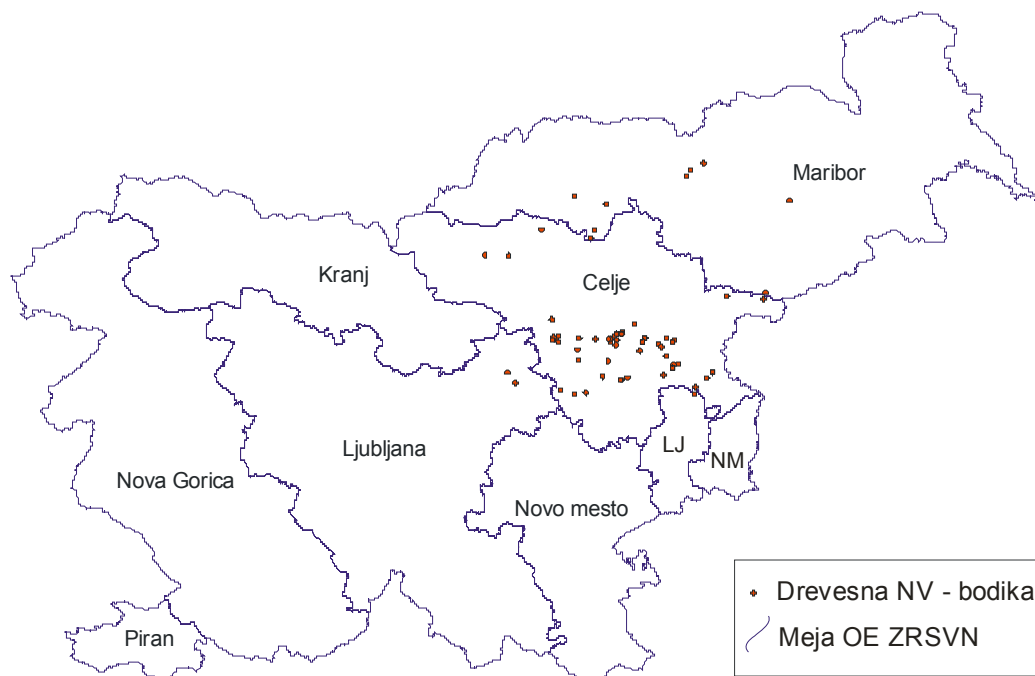 Maribor
Kranj
Celje
Ljubljana
LJ
NM
Nova Gorica
Novo mesto
Piran
Drevesna NV - bodika
Meja OE ZRSVN